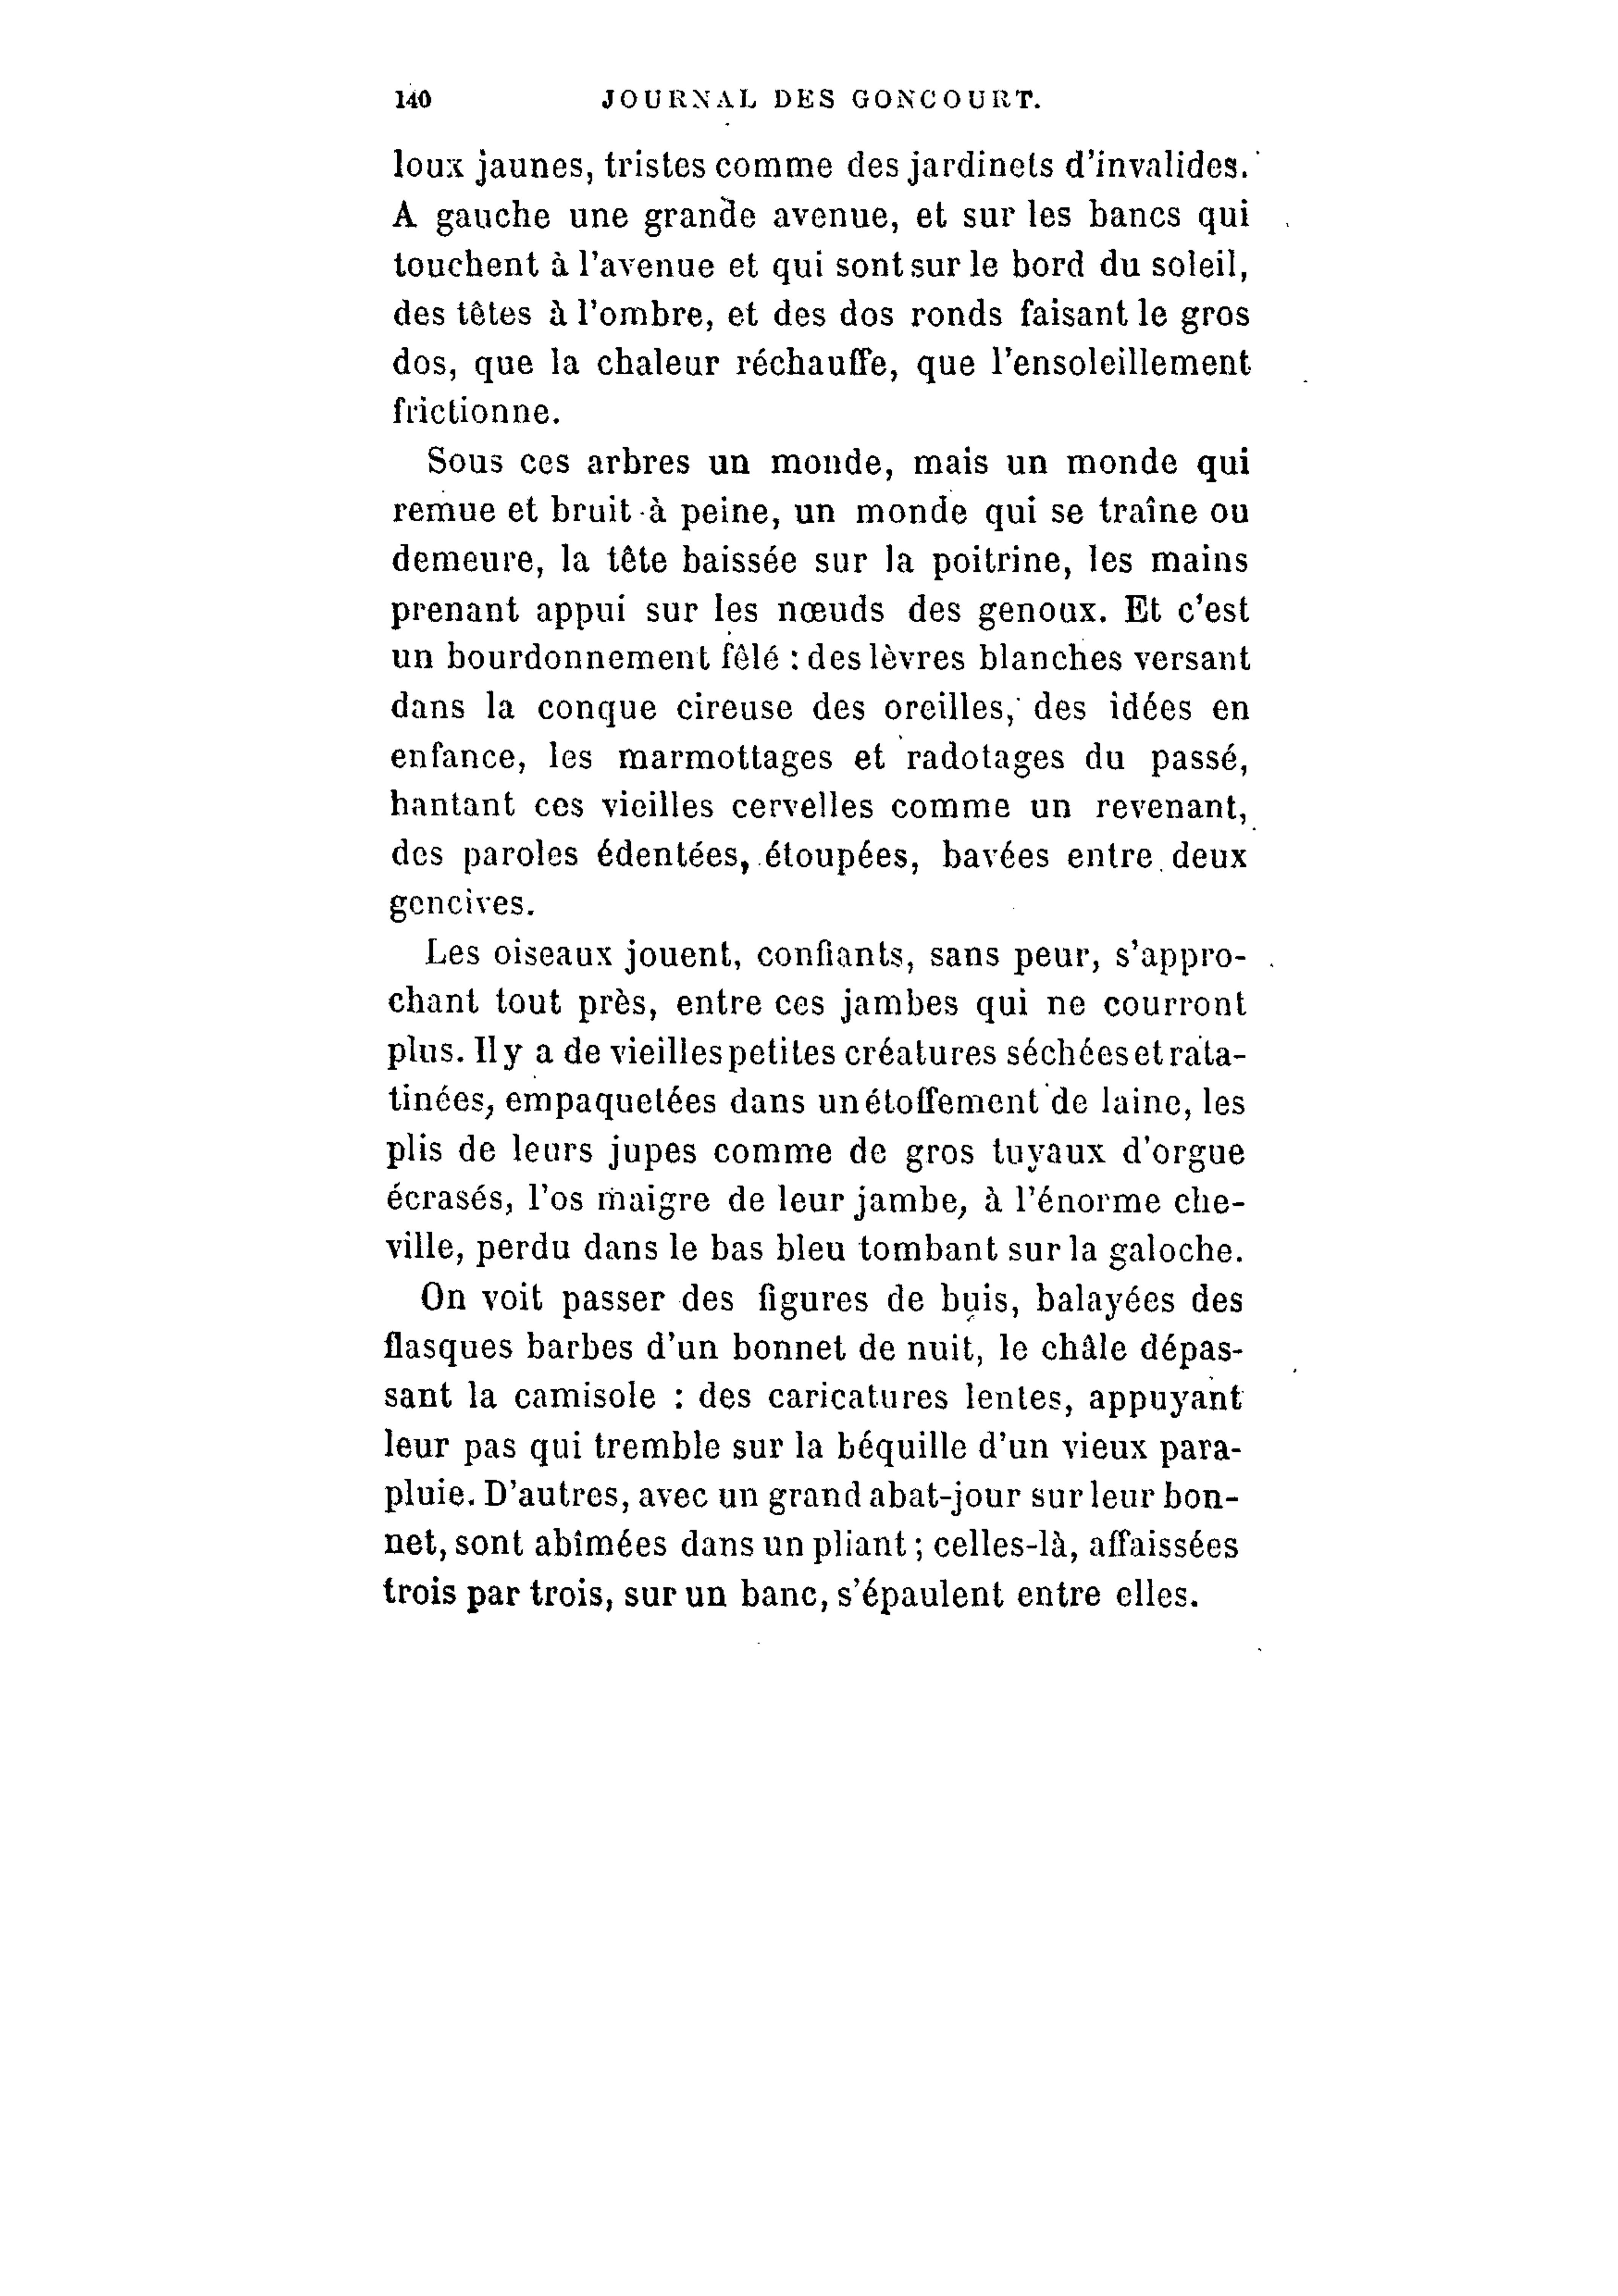 140 JOURNAL DES GONCOURT.
loux jaunes, tristes comme des jardinets d'invalides.
A gauche une grande avenue, et sur les bancs qui
touchent à l'avenue et qui sont sur le bord du soleil,
des têtes à l'ombre, et des dos ronds faisant le gros
dos, que la chaleur réchauffe, que l'ensoleillement
frictionne.
Sous ces arbres un monde, mais un monde qui
remue et bruit à peine, un monde qui se traîne ou
demeure, la tête baissée sur la poitrine, les mains
prenant appui sur les nœuds des genoux. Et c'est
un bourdonnement fêlé : des lèvres blanches versant
dans la conque cireuse des oreilles, des idées en
enfance, les marmottages et radotages du passé,
hantant ces vieilles cervelles comme un revenant,
des paroles édentées, étoupées, bavées entre deux
gencives.
Les oiseaux jouent, confiants, sans peur, s'appro-
chant tout près, entre ces jambes qui ne courront
plus. Il y a de vieilles petites créatures séchées et rata-
tinées, empaquetées dans un étoffement de laine, les
plis de leurs jupes comme de gros tuyaux d'orgue
écrasés, l'os maigre de leur jambe, à l'énorme che-
ville, perdu dans le bas bleu tombant sur la galoche.
On voit passer des figures de buis, balayées des
flasques barbes d'un bonnet de nuit, le châle dépas-
sant la camisole : des caricatures lentes, appuyant
leur pas qui tremble sur la béquille d'un vieux para-
pluie. D'autres, avec un grand abat-jour sur leur bon-
net, sont abîmées dans un pliant ; celles-là, affaissées
trois par trois, sur un banc, s'épaulent entre elles.